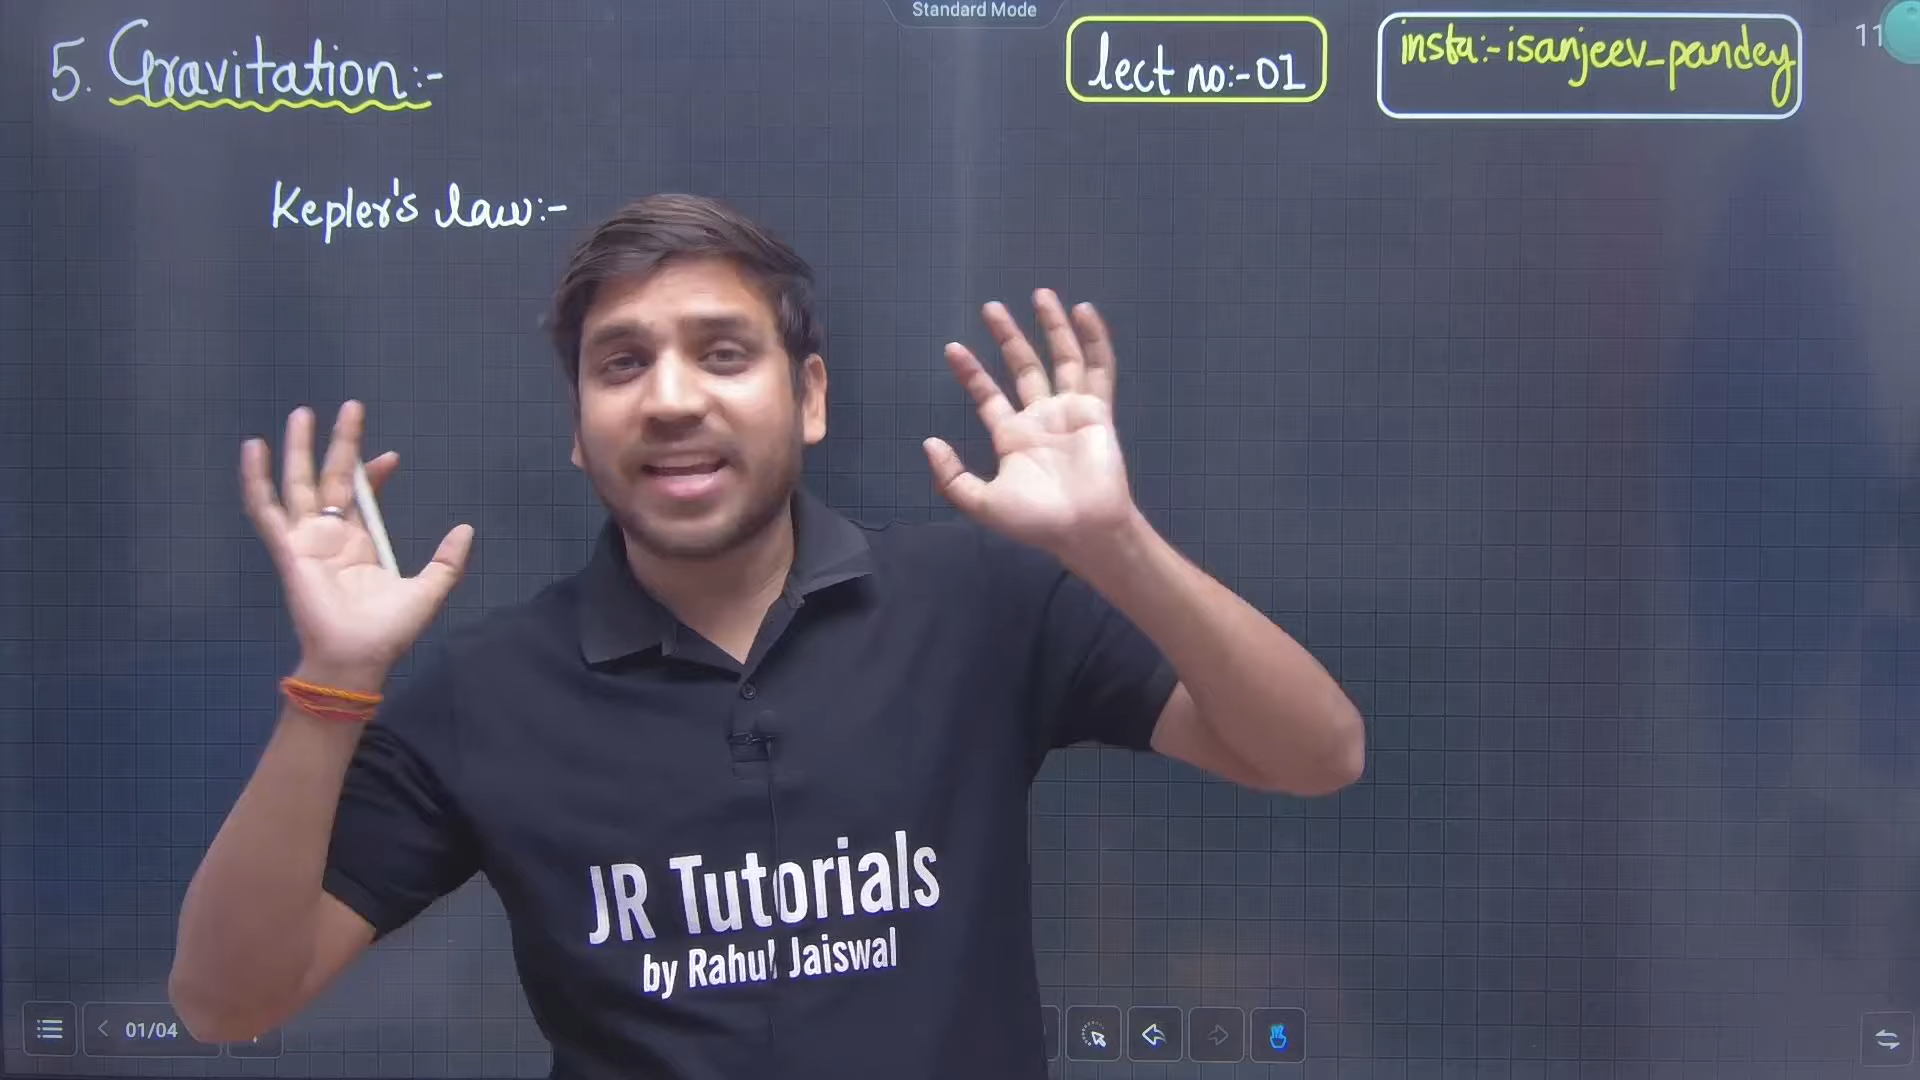 Standard Mode
5. Gravitation:-
lect no:-01
insta:-isanjeev_pandey
11
Kepler's law:-
JR Tutorials
by Rahul Jaiswal
01/04